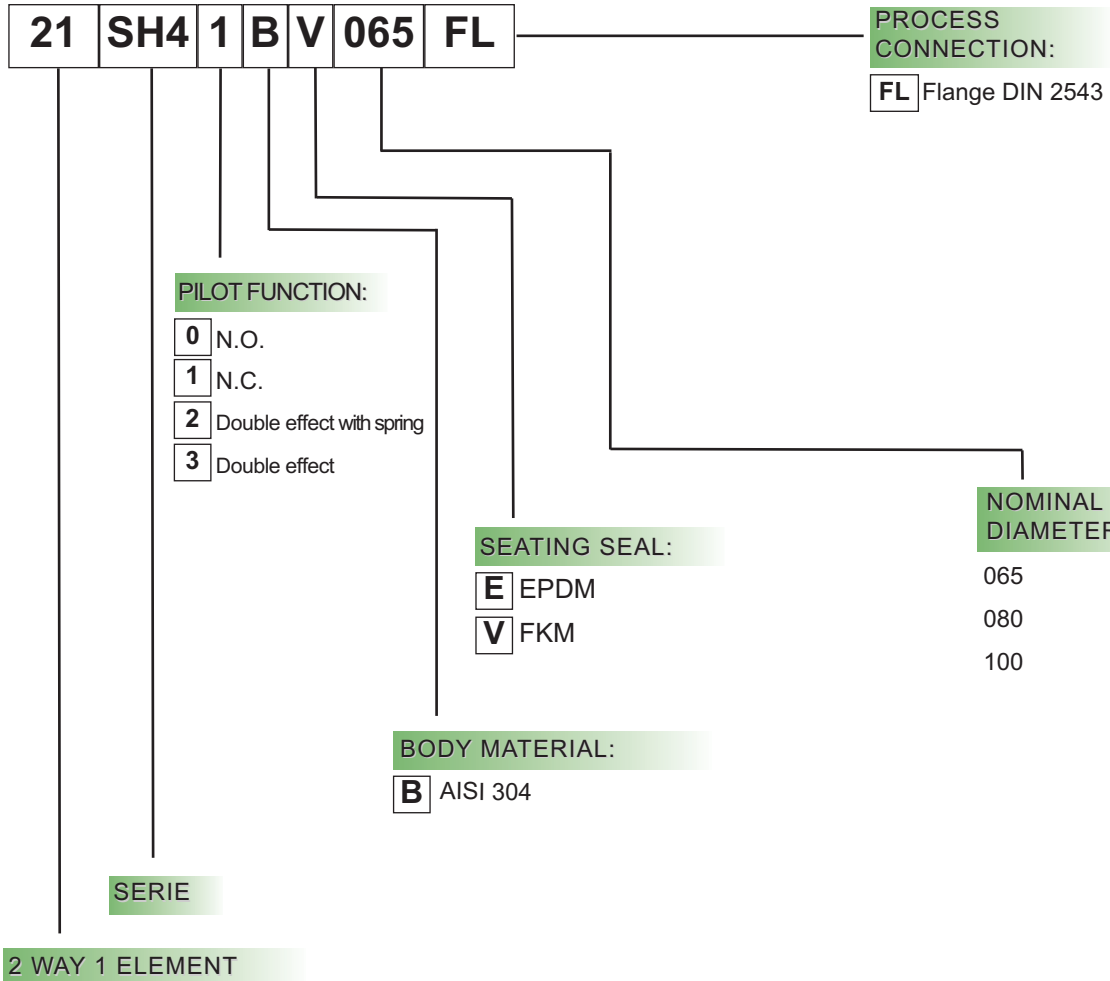 21 SH4 1 B V 065 FL
PROCESS
CONNECTION:
FL Flange DIN 2543
PILOT FUNCTION:
0 N.O.
1 N.C.
2 Double effect with spring
3 Double effect
NOMINAL
DIAMETER
065
080
100
SEATING SEAL:
E EPDM
V FKM
BODY MATERIAL:
B AISI 304
SERIE
2 WAY 1 ELEMENT